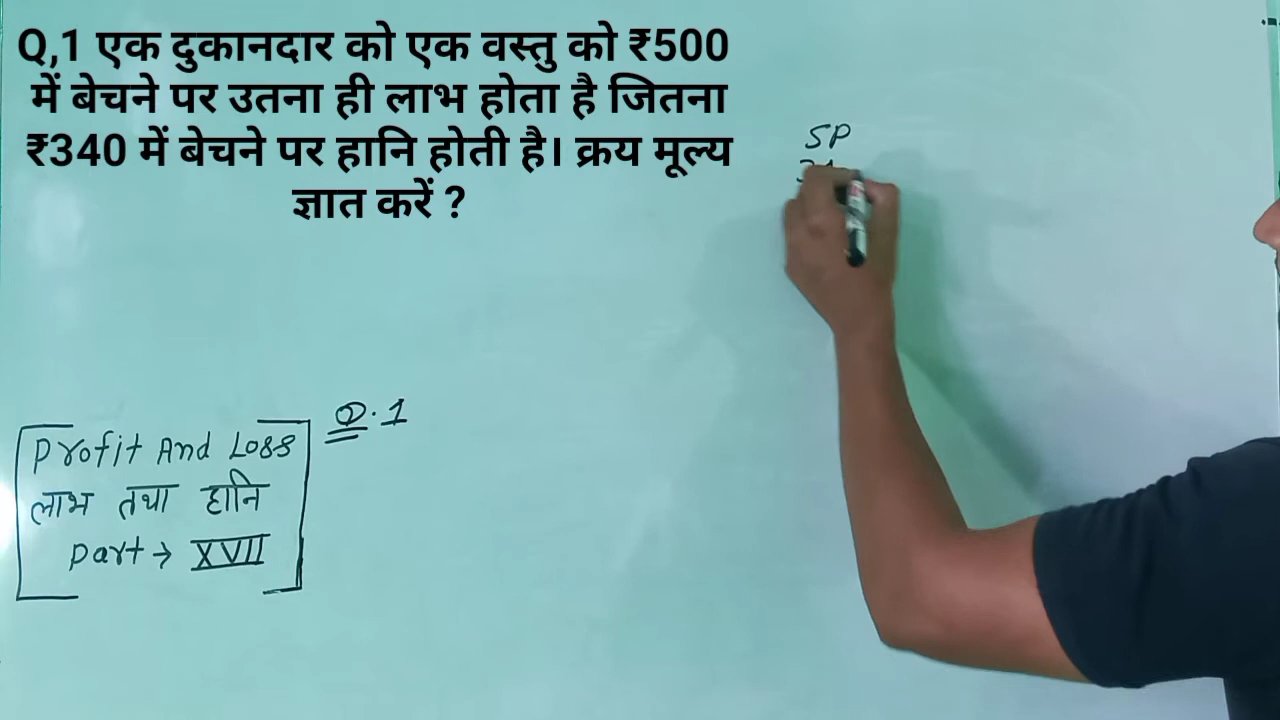 Q,1 एक दुकानदार को एक वस्तु को ₹500
में बेचने पर उतना ही लाभ होता है जितना
₹340 में बेचने पर हानि होती है। क्रय मूल्य
ज्ञात करें ?
SP
Q.1
Profit And Loss
लाभ तथा हानि
Part → XVII